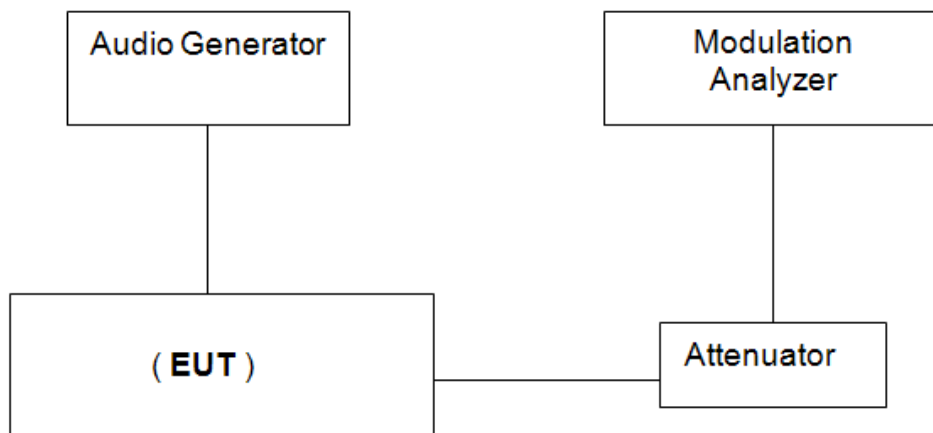 Audio Generator
Modulation
Analyzer
( EUT )
Attenuator